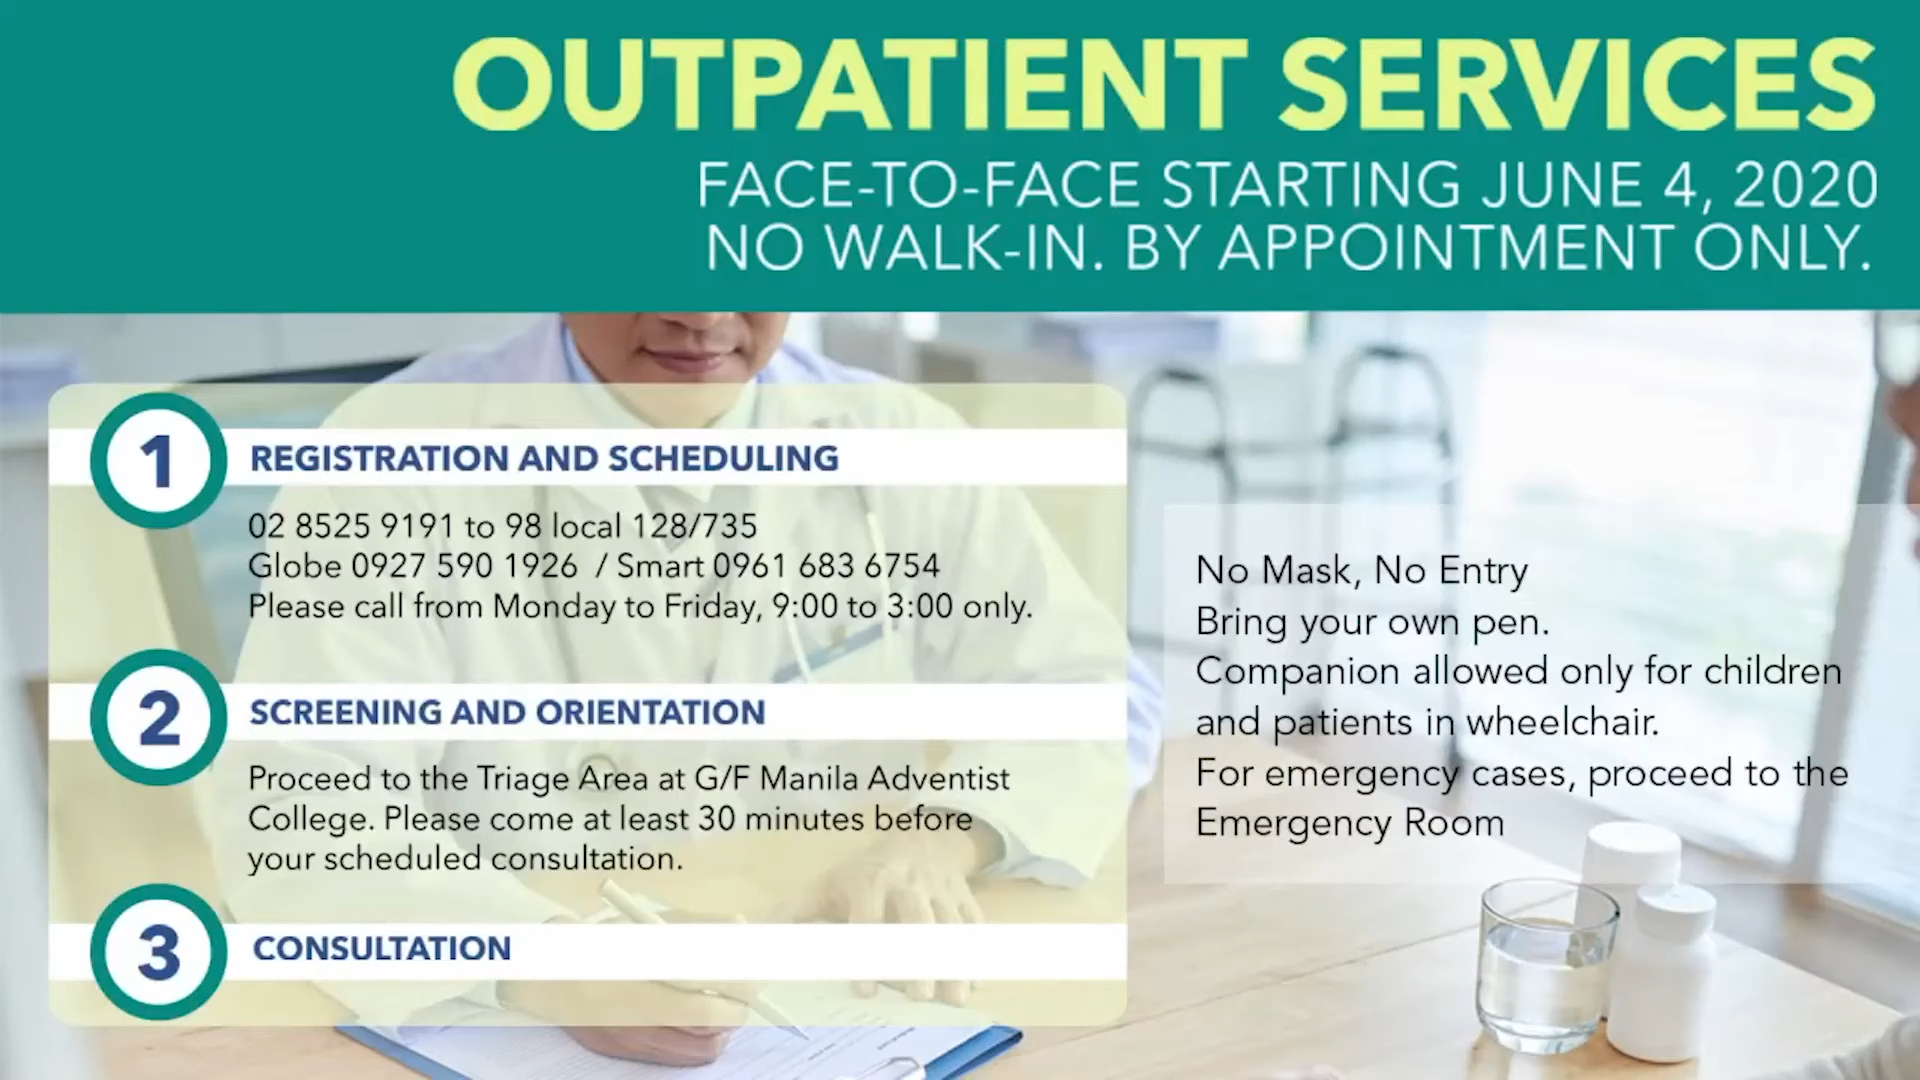 OUTPATIENT SERVICES
FACE-TO-FACE STARTING JUNE 4, 2020
NO WALK-IN. BY APPOINTMENT ONLY.
1
REGISTRATION AND SCHEDULING
02 8525 9191 to 98 local 128/735
Globe 0927 590 1926 / Smart 0961 683 6754
Please call from Monday to Friday, 9:00 to 3:00 only.
2
SCREENING AND ORIENTATION
Proceed to the Triage Area at G/F Manila Adventist
College. Please come at least 30 minutes before
your scheduled consultation.
3
CONSULTATION
No Mask, No Entry
Bring your own pen.
Companion allowed only for children
and patients in wheelchair.
For emergency cases, proceed to the
Emergency Room